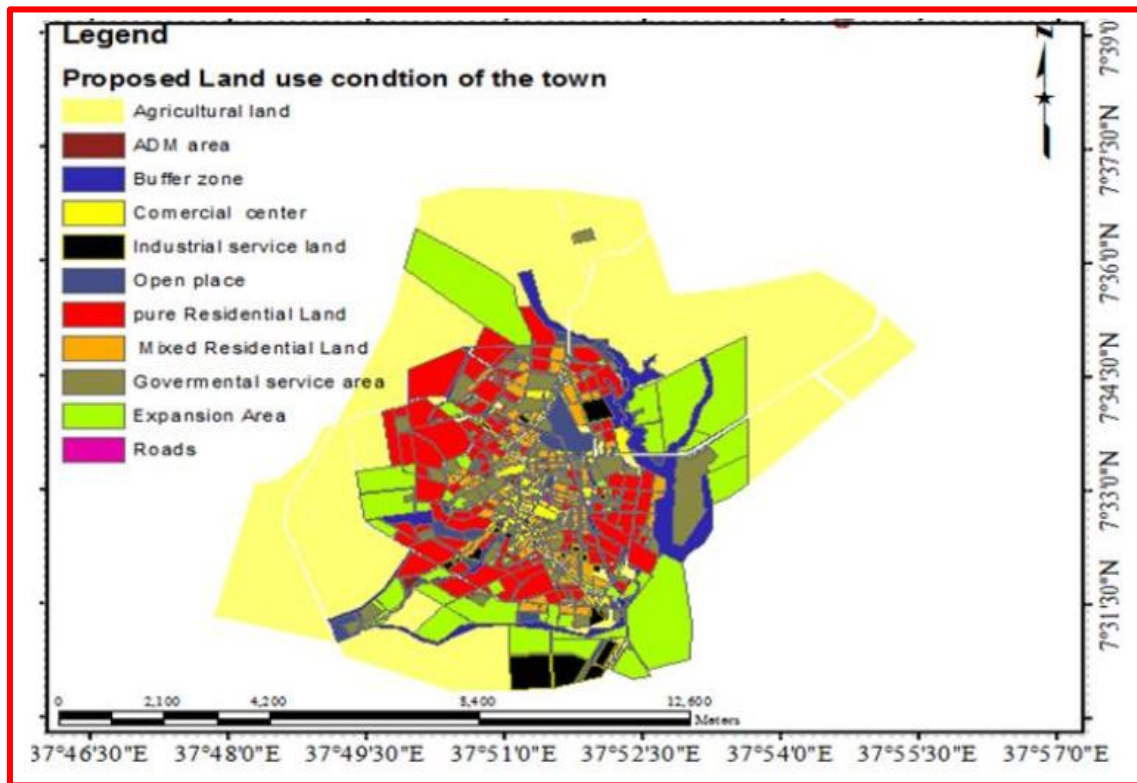 Legend
Proposed Land use condtion of the town
Agricultural land
ADM area
Buffer zone
Comercial center
Industrial service land
Open place
pure Residential Land
Mixed Residential Land
Govermental service area
Expansion Area
Roads
N
7°39'0
7°37'30"N
7°36'0"N
7°34'30"N
7°33'0"N
7°31'30"N
0 2,100 4,200 8,400 12,600
Meters
37°46'30"E 37°48'0"E 37°49'30"E 37°51'0"E 37°52'30"E 37°54'0"E 37°55'30"E 37°57'0"E